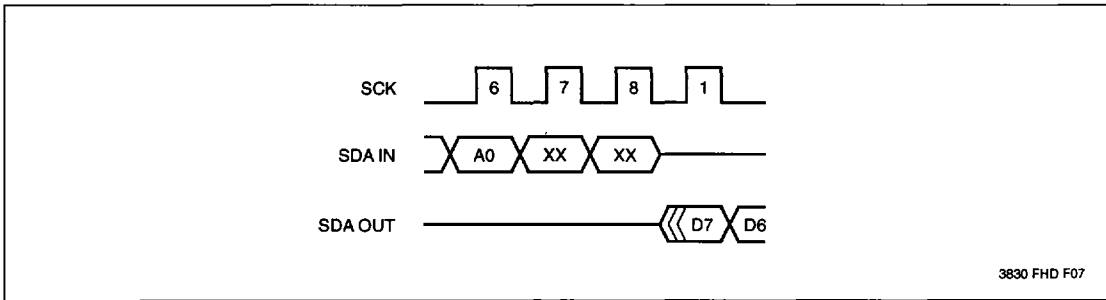 SCK 6 7 8 1
SDA IN A0 XX XX
SDA OUT D7 D6
3830 FHD F07